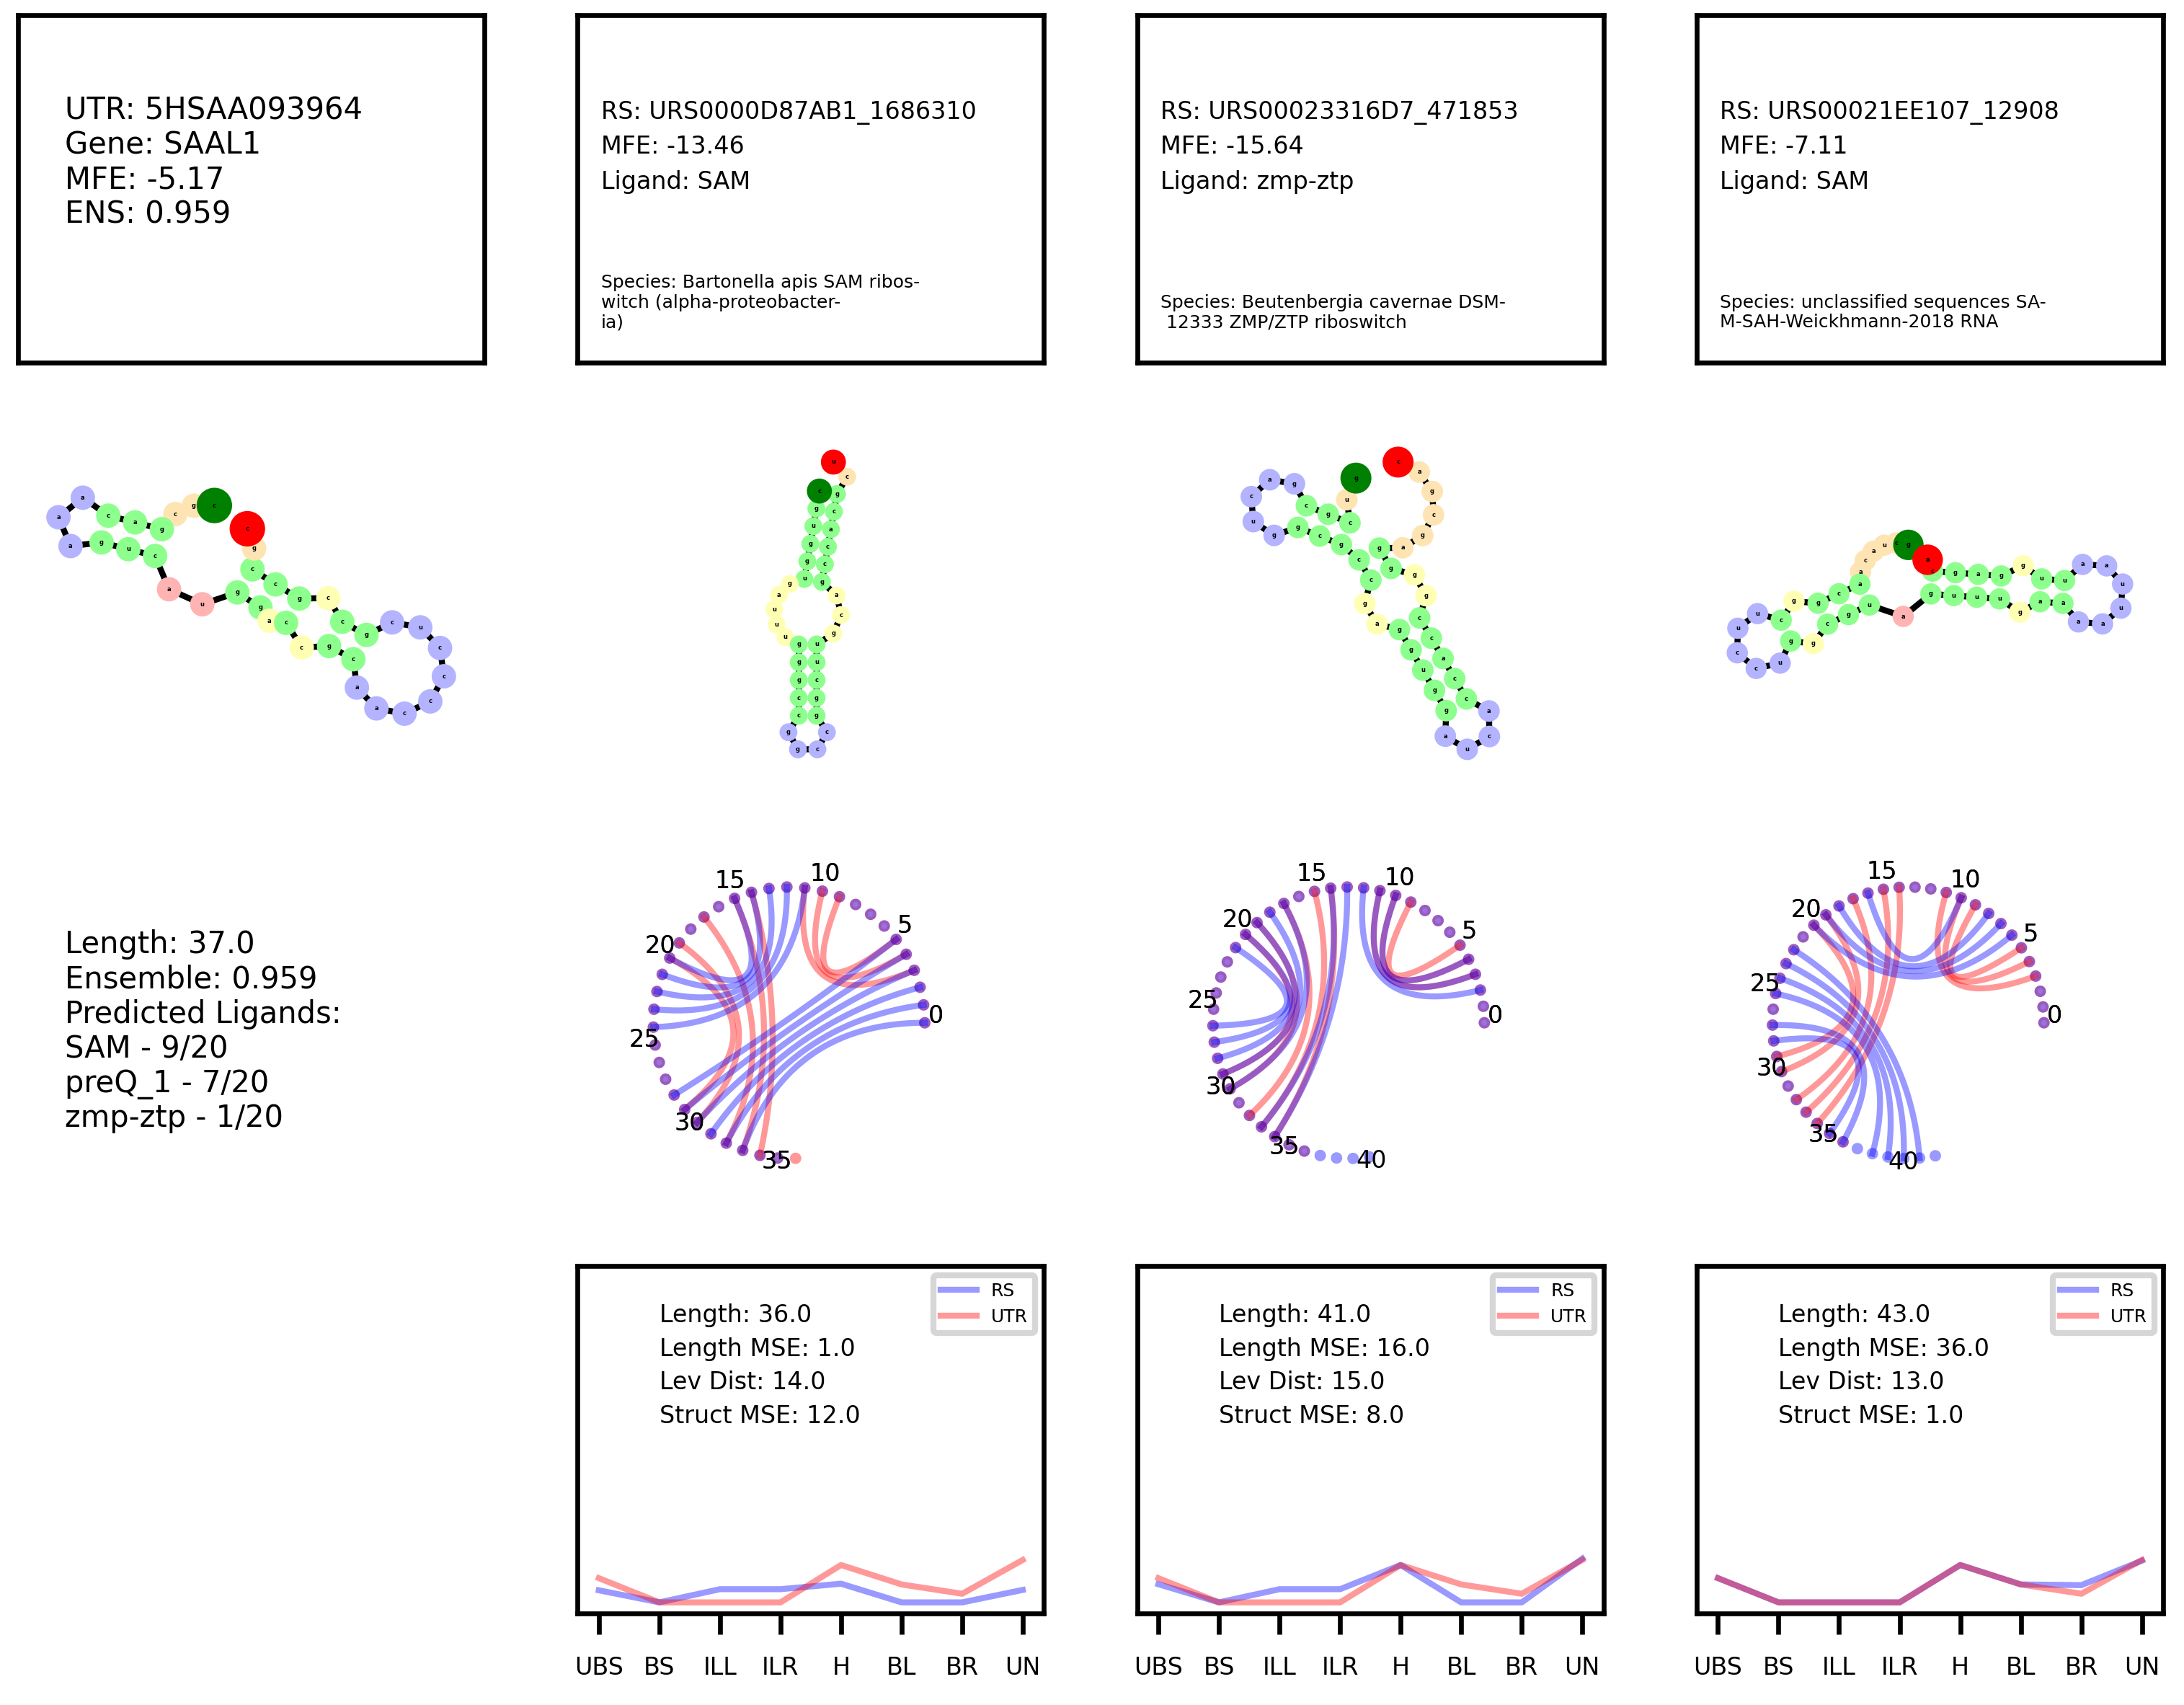 UTR: 5HSAA093964
Gene: SAAL1
MFE: -5.17
ENS: 0.959
RS: URS0000D87AB1_1686310
MFE: -13.46
Ligand: SAM
Species: Bartonella apis SAM ribos-
witch (alpha-proteobacter-
ia)
RS: URS00023316D7_471853
MFE: -15.64
Ligand: zmp-ztp
Species: Beutenbergia cavernae DSM-
12333 ZMP/ZTP riboswitch
RS: URS00021EE107_12908
MFE: -7.11
Ligand: SAM
Species: unclassified sequences SA-
M-SAH-Weickhmann-2018 RNA
Length: 37.0
Ensemble: 0.959
Predicted Ligands:
SAM - 9/20
preQ_1 - 7/20
zmp-ztp - 1/20
0
5
10
15
20
25
30
35
0
5
10
15
20
25
30
35
40
0
5
10
15
20
25
30
35
40
RS
UTR
Length: 36.0
Length MSE: 1.0
Lev Dist: 14.0
Struct MSE: 12.0
UBS BS ILL ILR H BL BR UN
RS
UTR
Length: 41.0
Length MSE: 16.0
Lev Dist: 15.0
Struct MSE: 8.0
UBS BS ILL ILR H BL BR UN
RS
UTR
Length: 43.0
Length MSE: 36.0
Lev Dist: 13.0
Struct MSE: 1.0
UBS BS ILL ILR H BL BR UN